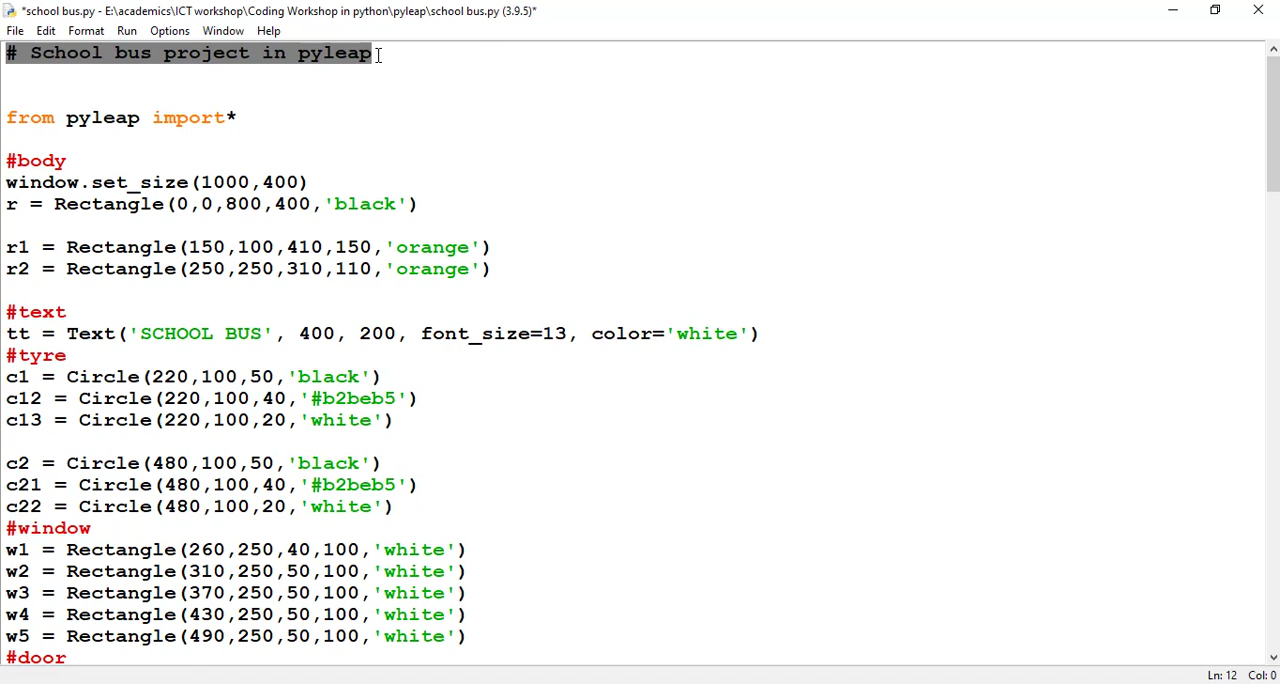 *school bus.py - E:\academics\ICT workshop\Coding Workshop in python\pyleap\school bus.py (3.9.5)*
File Edit Format Run Options Window Help
# School bus project in pyleap
from pyleap import*
#body
window.set_size(1000,400)
r = Rectangle(0,0,800,400,'black')
r1 = Rectangle(150,100,410,150,'orange')
r2 = Rectangle(250,250,310,110,'orange')
#text
tt = Text('SCHOOL BUS', 400, 200, font_size=13, color='white')
#tyre
c1 = Circle(220,100,50,'black')
c12 = Circle(220,100,40,'#b2beb5')
c13 = Circle(220,100,20,'white')
c2 = Circle(480,100,50,'black')
c21 = Circle(480,100,40,'#b2beb5')
c22 = Circle(480,100,20,'white')
#window
w1 = Rectangle(260,250,40,100,'white')
w2 = Rectangle(310,250,50,100,'white')
w3 = Rectangle(370,250,50,100,'white')
w4 = Rectangle(430,250,50,100,'white')
w5 = Rectangle(490,250,50,100,'white')
#door
Ln: 12 Col: 0